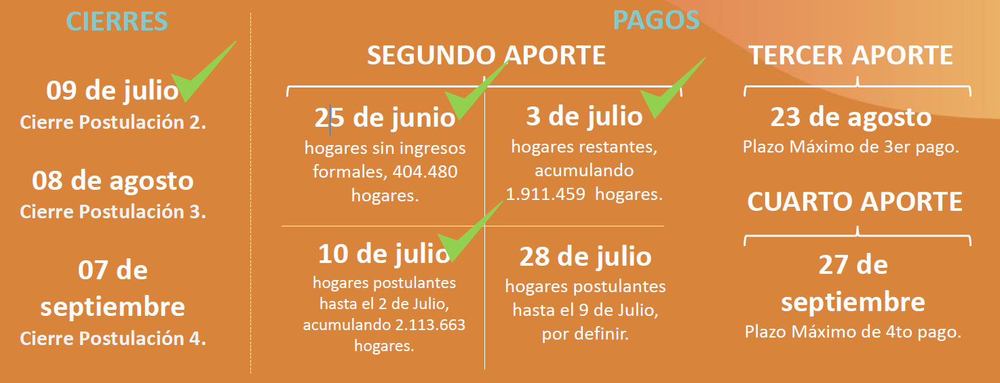 CIERRES
09 de julio
Cierre Postulación 2.
08 de agosto
Cierre Postulación 3.
07 de
septiembre
Cierre Postulación 4.
PAGOS
SEGUNDO APORTE
25 de junio
hogares sin ingresos
formales, 404.480
hogares.
3 de julio
hogares restantes,
acumulando
1.911.459 hogares.
10 de julio
hogares postulantes
hasta el 2 de Julio,
acumulando 2.113.663
hogares.
28 de julio
hogares postulantes
hasta el 9 de Julio,
por definir.
TERCER APORTE
23 de agosto
Plazo Máximo de 3er pago.
CUARTO APORTE
27 de
septiembre
Plazo Máximo de 4to pago.